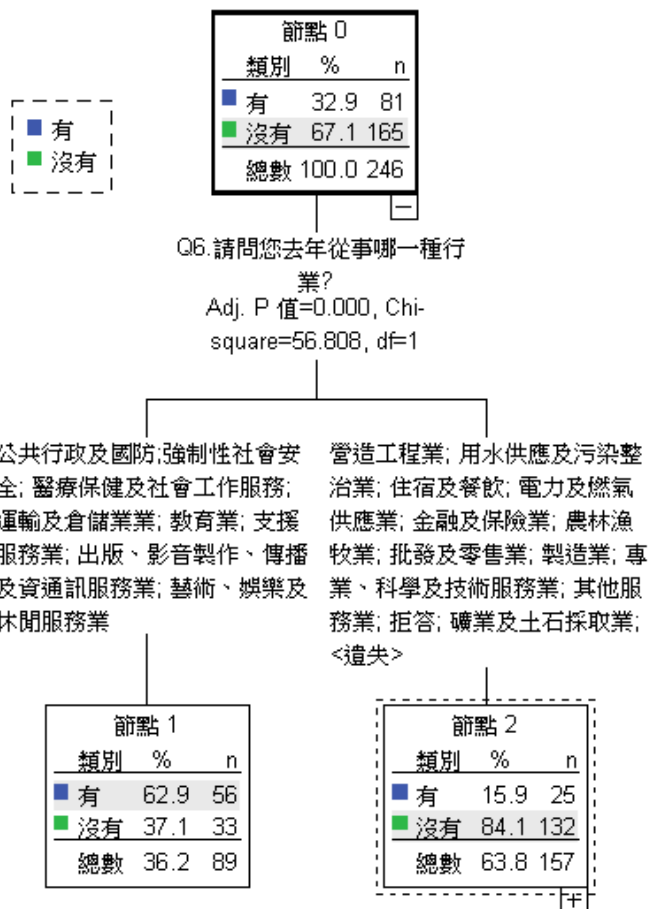 節點 0
類別 % n
有 32.9 81
沒有 67.1 165
總數 100.0 246
有
沒有
Q6.請問您去年從事哪一種行
業?
Adj. P 值=0.000, Chi-
square=56.808, df=1
公共行政及國防;強制性社會安
全; 醫療保健及社會工作服務;
運輸及倉儲業業; 教育業; 支援
服務業; 出版、影音製作、傳播
及資通訊服務業; 藝術、娛樂及
休閒服務業
營造工程業; 用水供應及污染整
治業; 住宿及餐飲; 電力及燃氣
供應業; 金融及保險業; 農林漁
牧業; 批發及零售業; 製造業; 專
業、科學及技術服務業; 其他服
務業; 拒答; 礦業及土石採取業;
<遺失>
節點 1
類別 % n
有 62.9 56
沒有 37.1 33
總數 36.2 89
節點 2
類別 % n
有 15.9 25
沒有 84.1 132
總數 63.8 157